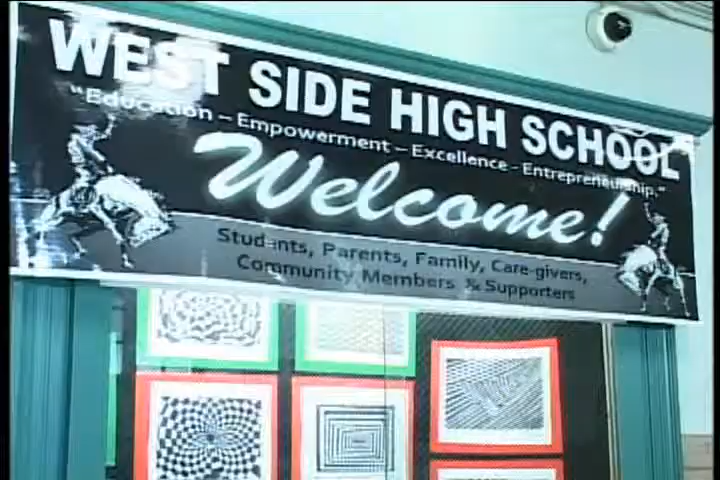 WEST SIDE HIGH SCHOOL
"Education – Empowerment – Excellence - Entrepreneurship."
Welcome!
Students, Parents, Family, Care-givers,
Community Members & Supporters